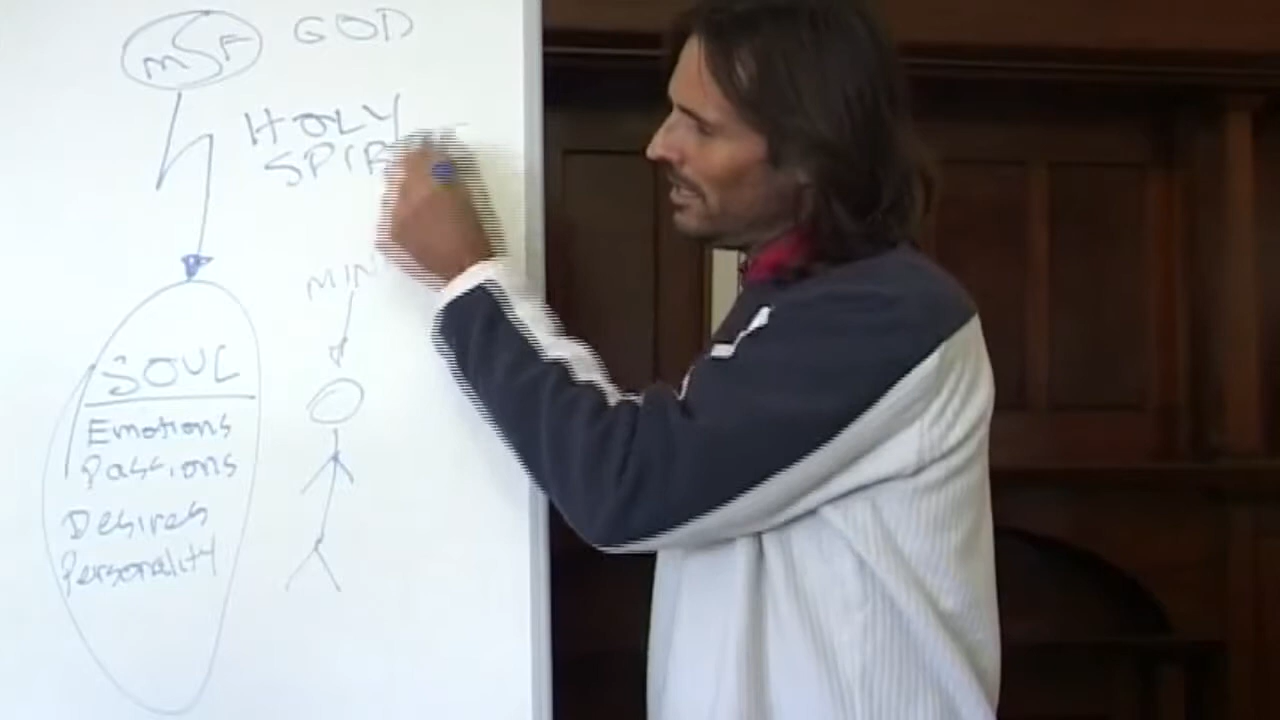 MSF GOD
HOLY
SPIR
MIN
SOUL
Emotions
Passions
Desires
Personality